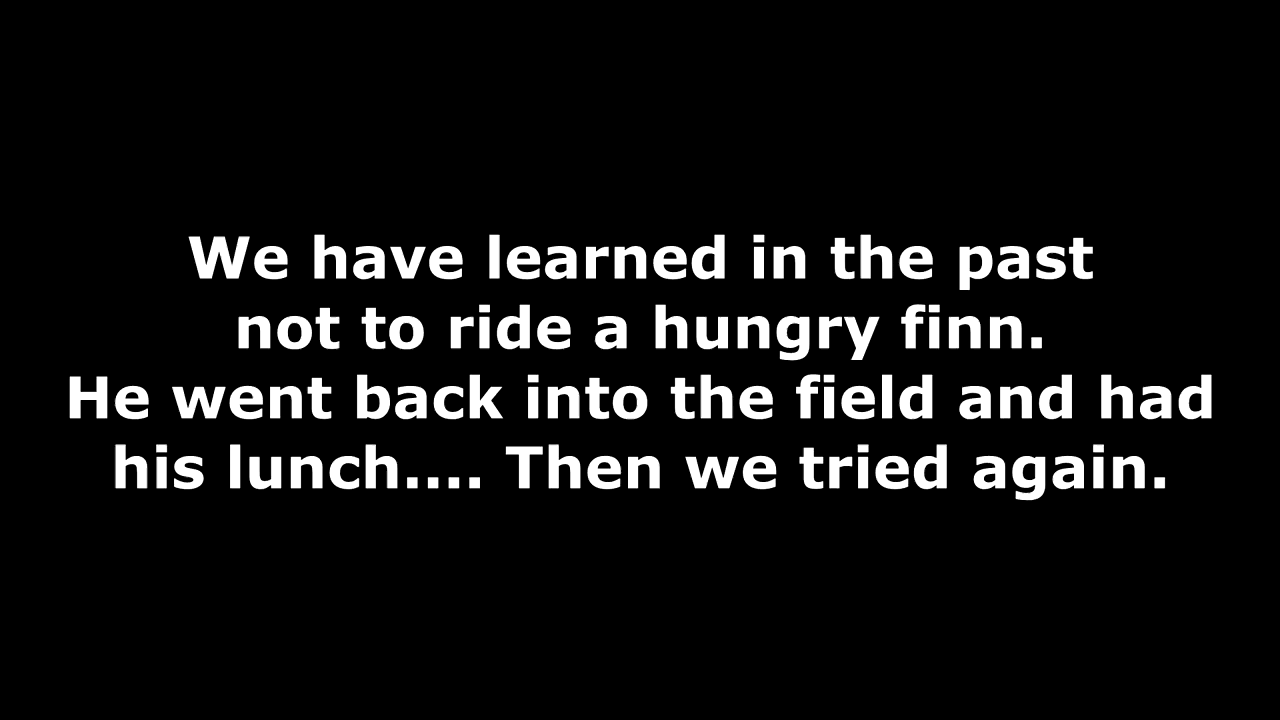 We have learned in the past
not to ride a hungry finn.
He went back into the field and had
his lunch.... Then we tried again.